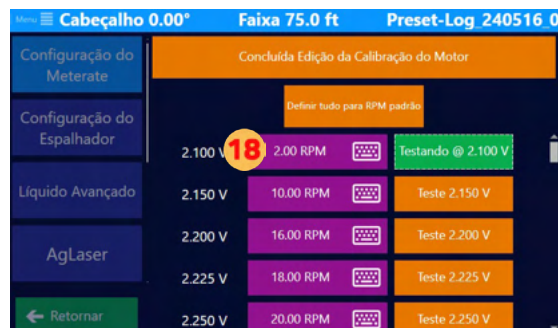 Menu Cabeçalho 0.00° Faixa 75.0 ft Preset-Log_240516_0
Configuração do
Meterate
Concluída Edição da Calibração do Motor
Definir tudo para RPM padrão
Configuração do
Espalhador
2.100 V 18 2.00 RPM Testando @ 2.100 V
Líquido Avançado
2.150 V 10.00 RPM Teste 2.150 V
2.200 V 16.00 RPM Teste 2.200 V
AgLaser
2.225 V 18.00 RPM Teste 2.225 V
Retornar
2.250 V 20.00 RPM Teste 2.250 V